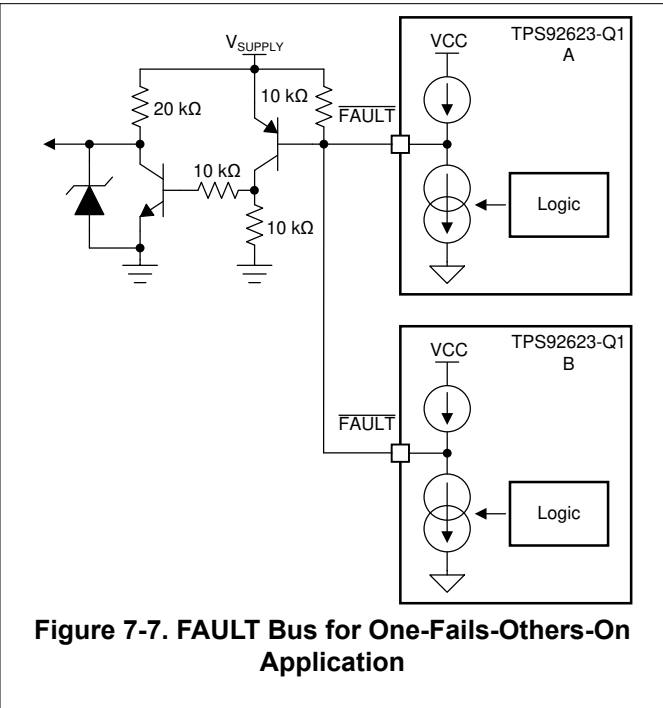 V_SUPPLY
20 kΩ
10 kΩ
10 kΩ
10 kΩ
FAULT
VCC
TPS92623-Q1
A
Logic
FAULT
VCC
TPS92623-Q1
B
Logic
Figure 7-7. FAULT Bus for One-Fails-Others-On
Application